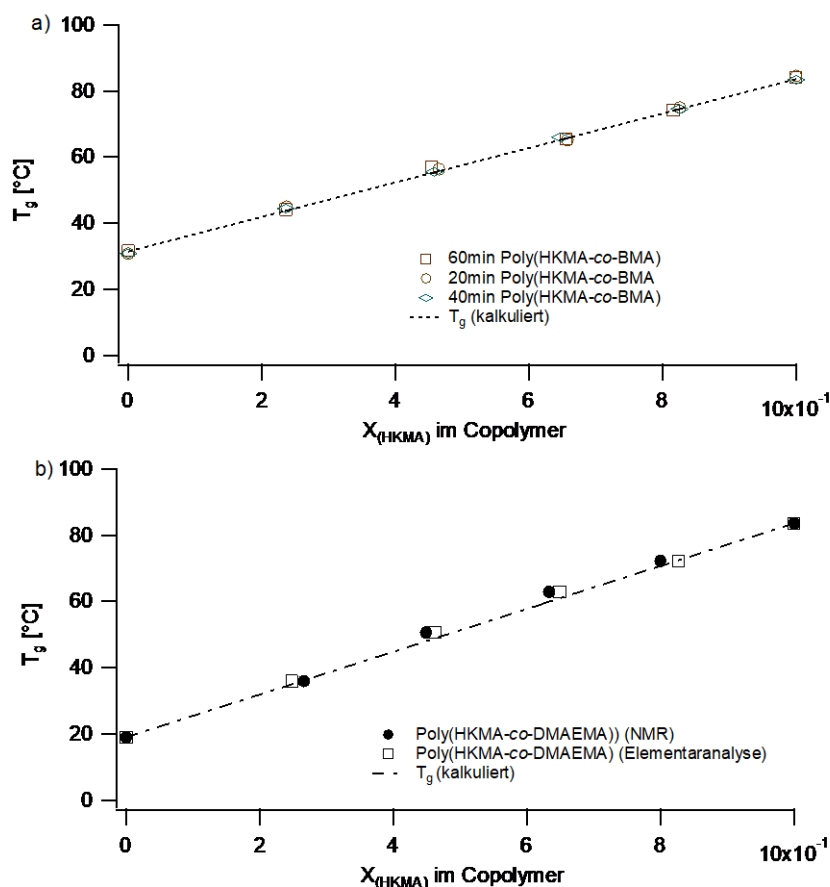 a)
100
80
60
40
20
0
Tg [°C]
60min Poly(HKMA-co-BMA)
20min Poly(HKMA-co-BMA
40min Poly(HKMA-co-BMA)
Tg (kalkuliert)
0 2 4 6 8 10x10-1
X(HKMA) im Copolymer
b)
100
80
60
40
20
0
Tg [°C]
Poly(HKMA-co-DMAEMA)) (NMR)
Poly(HKMA-co-DMAEMA) (Elementaranalyse)
Tg (kalkuliert)
0 2 4 6 8 10x10-1
X(HKMA) im Copolymer